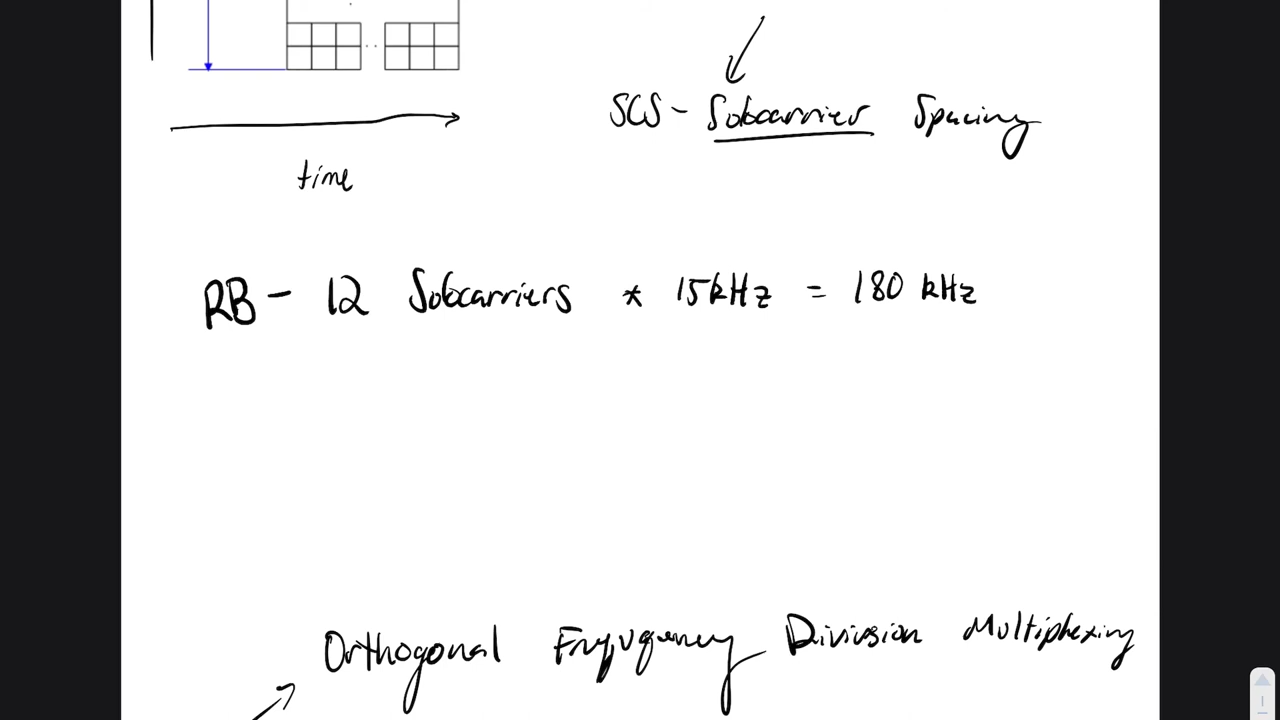 SCS - Subcarrier Spacing
time
RB - 12 Subcarriers * 15kHz = 180 kHz
Orthogonal Frequency Division Multiplexing